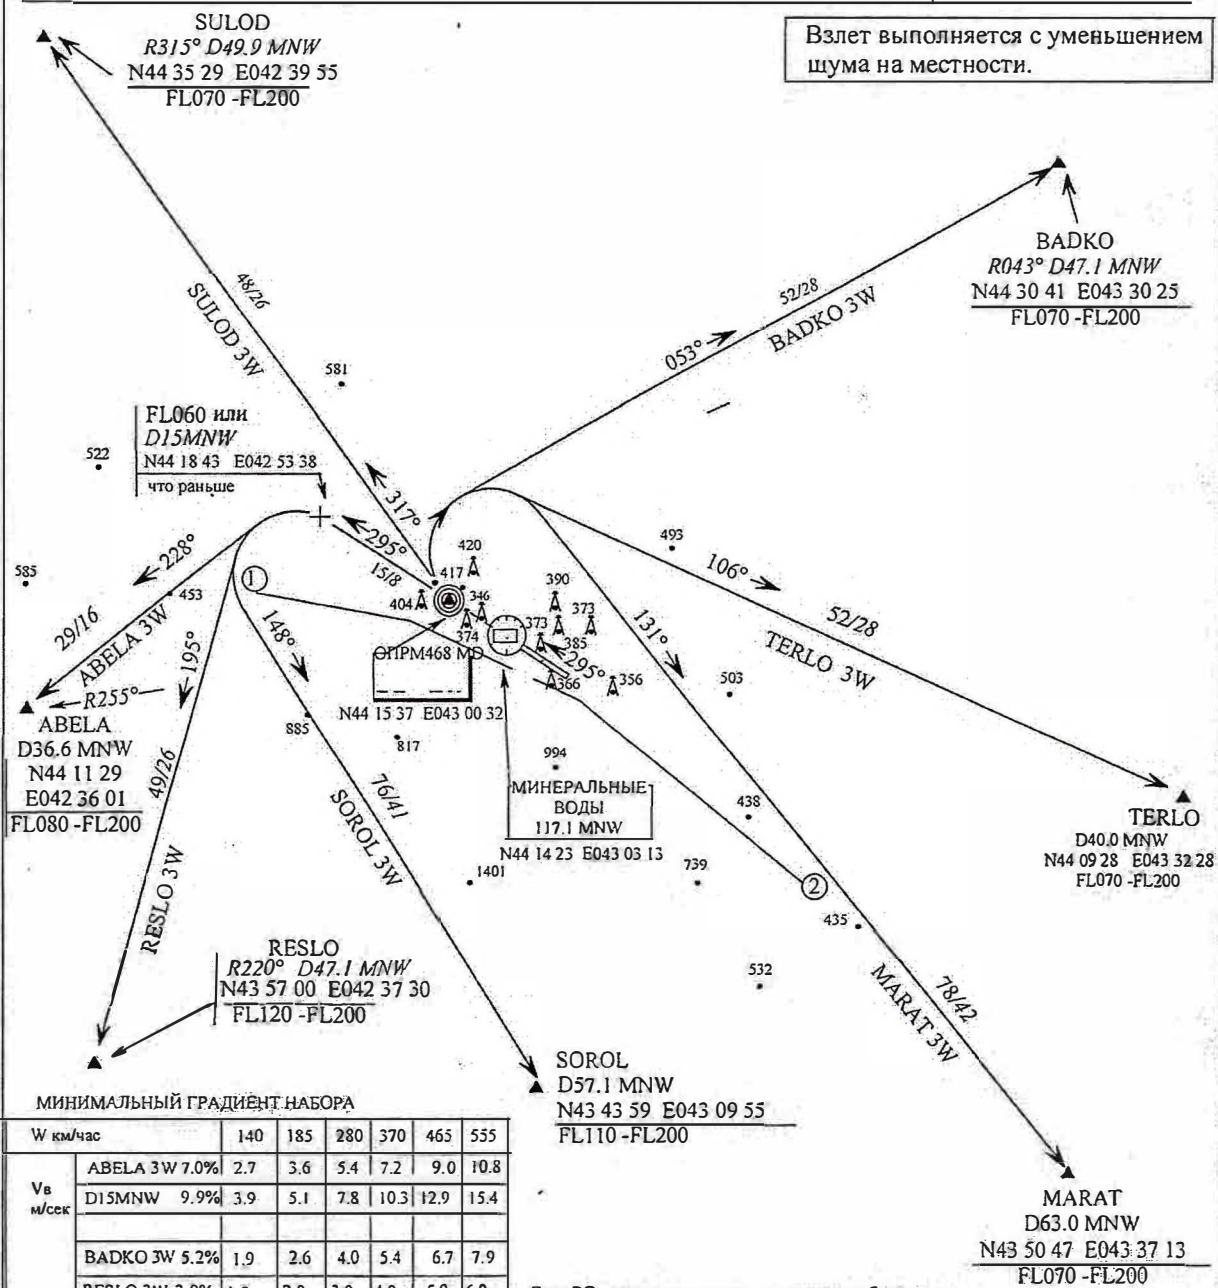 SULOD
R315° D49.9 MNW
N44 35 29 E042 39 55
FL070 -FL200
Взлет выполняется с уменьшением
шума на местности.
BADKO
R043° D47.1 MNW
N44 30 41 E043 30 25
FL070 -FL200
48/26
SULOD 3W
52/28
BADKO 3W
053°
581
FL060 или
D15MNW
N44 18 43 E042 53 38
что раньше
522
317°
295°
15/8
228°
1
585
453
29/16
ABELA 3W
420
417
404
346
374
390
373
373
385
295°
366
356
493
106°
52/28
TERLO 3W
131°
503
148°
195°
ОПРМ468 MD
N44 15 37 E043 00 32
R255°
ABELA
D36.6 MNW
N44 11 29
E042 36 01
FL080 -FL200
885
817
994
МИНЕРАЛЬНЫЕ
ВОДЫ
117.1 MNW
N44 14 23 E043 03 13
438
739
1401
2
435
532
TERLO
D40.0 MNW
N44 09 28 E043 32 28
FL070 -FL200
49/26
RESLO 3W
76/41
SOROL 3W
78/42
MARAT 3W
RESLO
R220° D47.1 MNW
N43 57 00 E042 37 30
FL120 -FL200
SOROL
D57.1 MNW
N43 43 59 E043 09 55
FL110 -FL200
MARAT
D63.0 MNW
N43 50 47 E043 37 13
FL070 -FL200
МИНИМАЛЬНЫЙ ГРАДИЕНТ НАБОРА
W км/час 140 185 280 370 465 555
Vв
м/сек
ABELA 3W 7.0% 2.7 3.6 5.4 7.2 9.0 10.8
D15MNW 9.9% 3.9 5.1 7.8 10.3 12.9 15.4
BADKO 3W 5.2% 1.9 2.6 4.0 5.4 6.7 7.9